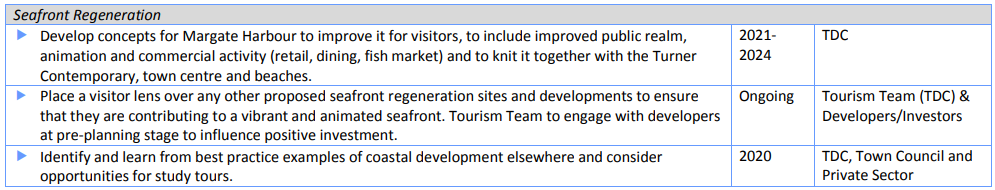 Seafront Regeneration
Develop concepts for Margate Harbour to improve it for visitors, to include improved public realm, 2021- TDC
animation and commercial activity (retail, dining, fish market) and to knit it together with the Turner 2024
Contemporary, town centre and beaches.
Place a visitor lens over any other proposed seafront regeneration sites and developments to ensure Ongoing Tourism Team (TDC) &
that they are contributing to a vibrant and animated seafront. Tourism Team to engage with developers Developers/Investors
at pre-planning stage to influence positive investment.
Identify and learn from best practice examples of coastal development elsewhere and consider 2020 TDC, Town Council and
opportunities for study tours. Private Sector